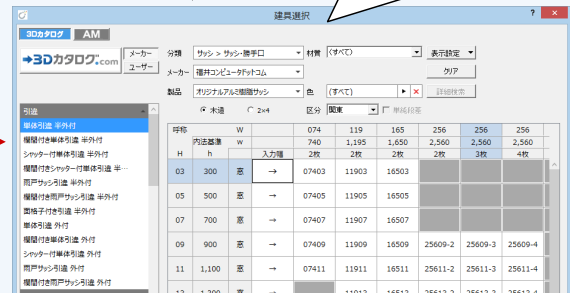 建具選択
? ×
3Dカタログ AM
→3Dカタログ.com メーカー ユーザー
分類 サッシ > サッシ・勝手口 材質 (すべて) 表示設定
メーカー 福井コンピュータドットコム クリア
製品 オリジナルアルミ樹脂サッシ 色 (すべて) × 詳細検索
木造 2×4 区分 関東 単純段差
引違
単体引違 半外付
欄間付き単体引違 半外付
シャッター付単体引違 半外付
欄間付きシャッター付単体引違 半…
雨戸サッシ引違 半外付
欄間付き雨戸サッシ引違 半外付
面格子付き引違 半外付
単体引違 外付
欄間付き単体引違 外付
シャッター付単体引違 外付
雨戸サッシ引違 外付
欄間付き雨戸サッシ引違 外付
呼称 W 074 119 165 256 256 256
内法基準 w 740 1,195 1,650 2,560 2,560 2,560
H h 入力幅 2枚 2枚 2枚 2枚 3枚 4枚
03 300 窓 → 07403 11903 16503
05 500 窓 → 07405 11905 16505
07 700 窓 → 07407 11907 16507
09 900 窓 → 07409 11909 16509 25609-2 25609-3 25609-4
11 1,100 窓 → 07411 11911 16511 25611-2 25611-3 25611-4